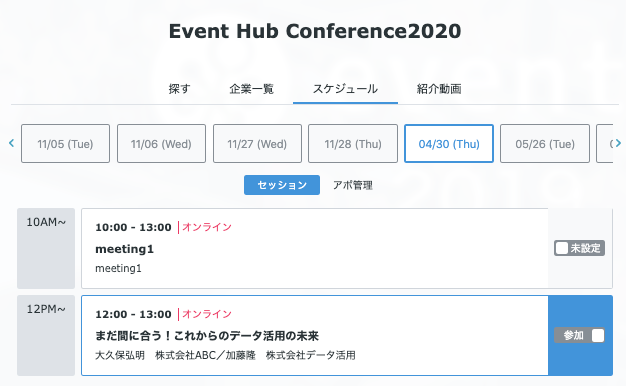 Event Hub Conference2020
探す 企業一覧 スケジュール 紹介動画
11/05 (Tue) 11/06 (Wed) 11/27 (Wed) 11/28 (Thu) 04/30 (Thu) 05/26 (Tue)
セッション アポ管理
10AM~
10:00 - 13:00 オンライン
meeting1
未設定
meeting1
12PM~
12:00 - 13:00 オンライン
まだ間に合う！これからのデータ活用の未来
参加
大久保弘明　株式会社ABC／加藤隆　株式会社データ活用